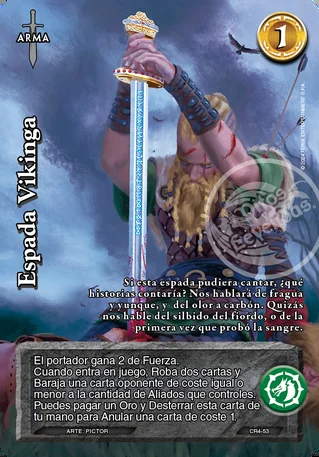 ARMA
1
Espada Vikinga
Si esta espada pudiera cantar, ¿qué
historias contaría? Nos hablará de fragua
y yunque, y  del olor a carbón. Quizás
nos hable del silbido del fiordo, o de
la primera vez que probó la sangre.
El portador gana 2 de Fuerza.
Cuando entra en juego, Roba dos cartas y
Baraja una carta oponente de coste igual o
menor a la cantidad de Aliados que controles.
Puedes pagar un Oro y Desterrar esta carta de
tu mano para Anular una carta de coste 1.
ARTE: PICTOR
CR4-53